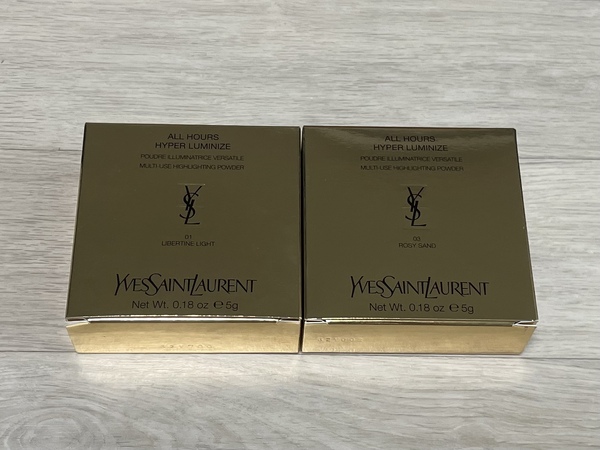 ALL HOURS
HYPER LUMINIZE
POUDRE ILLUMINATRICE VERSATILE
MULTI-USE HIGHLIGHTING POWDER
YSL
01
LIBERTINE LIGHT
YVESSAINTLAURENT
Net Wt. 0.18 oz ℮ 5g
ALL HOURS
HYPER LUMINIZE
POUDRE ILLUMINATRICE VERSATILE
MULTI-USE HIGHLIGHTING POWDER
YSL
03
ROSY SAND
YVESSAINTLAURENT
Net Wt. 0.18 oz ℮ 5g